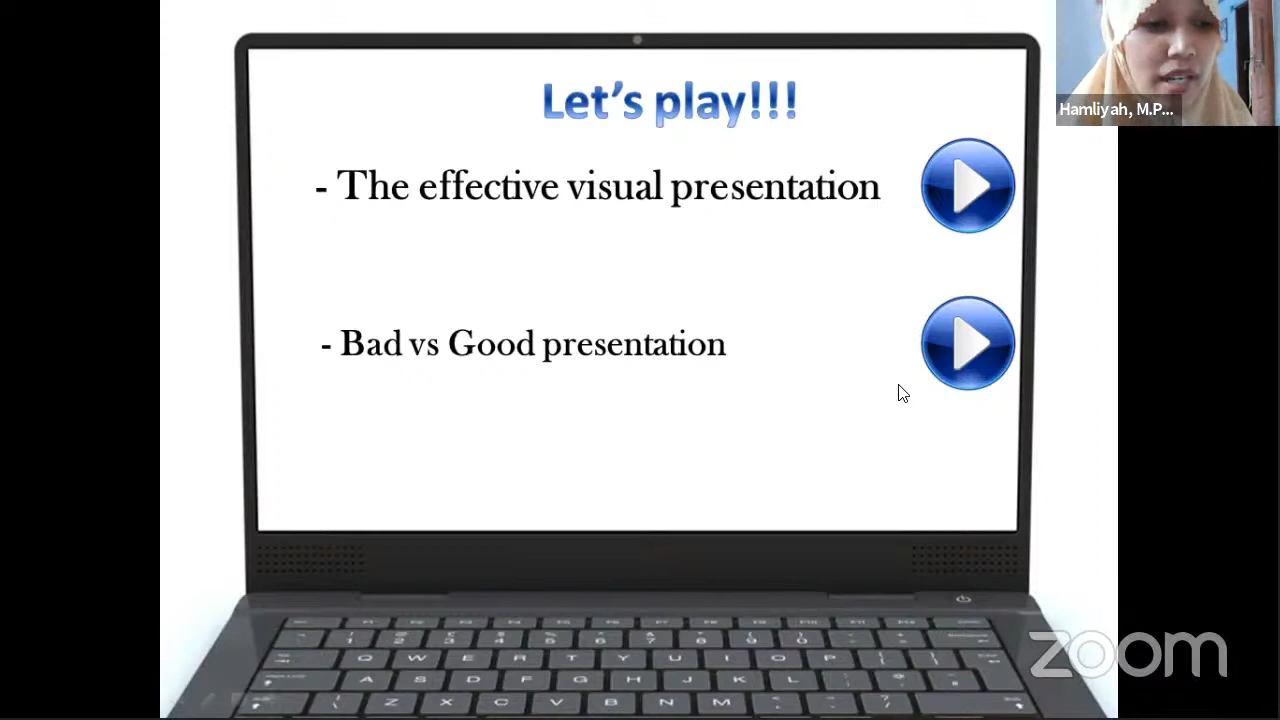 Let's play!!!
Hamliyah, M.P...
- The effective visual presentation
- Bad vs Good presentation
Q W E R T Y U I O P
A S D F G H J K L
Z X C V B N M
zoom